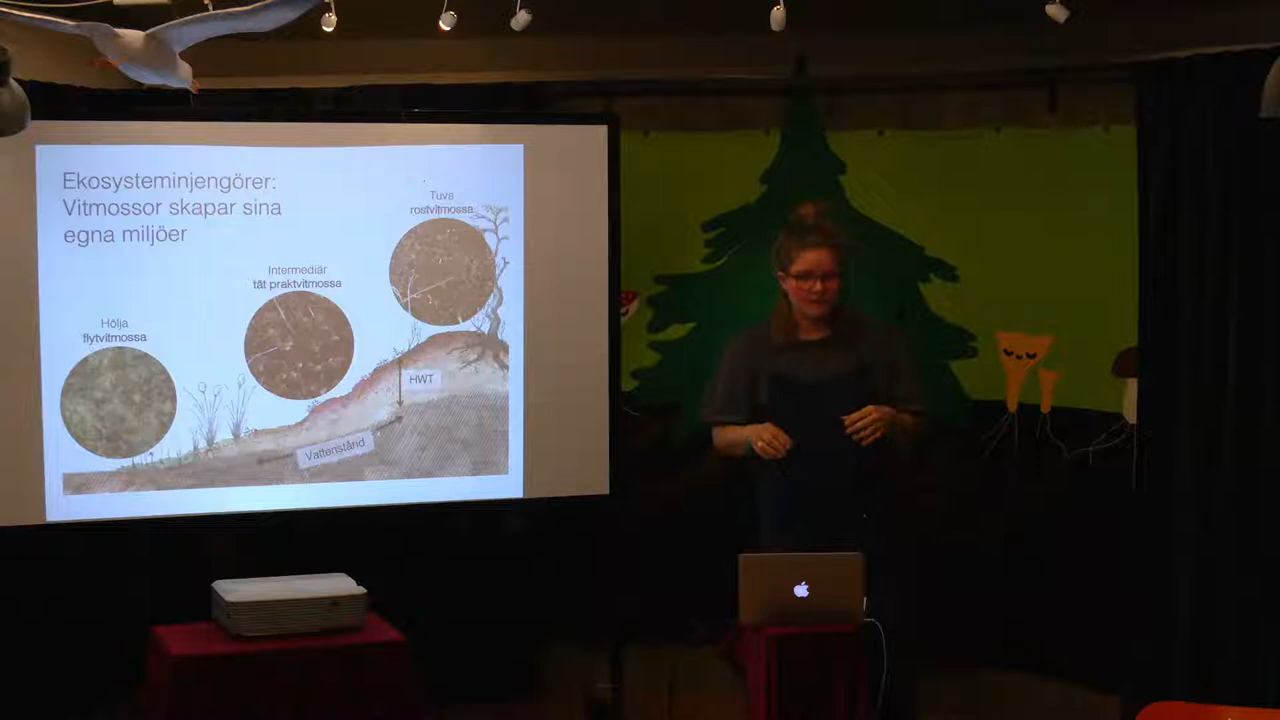 Ekosysteminjengörer:
Vitmossor skapar sina
egna miljöer
Tuva
rostvitmossa
Intermediär
tät praktvitmossa
Hölja
flytvitmossa
HWT
Vattenstånd